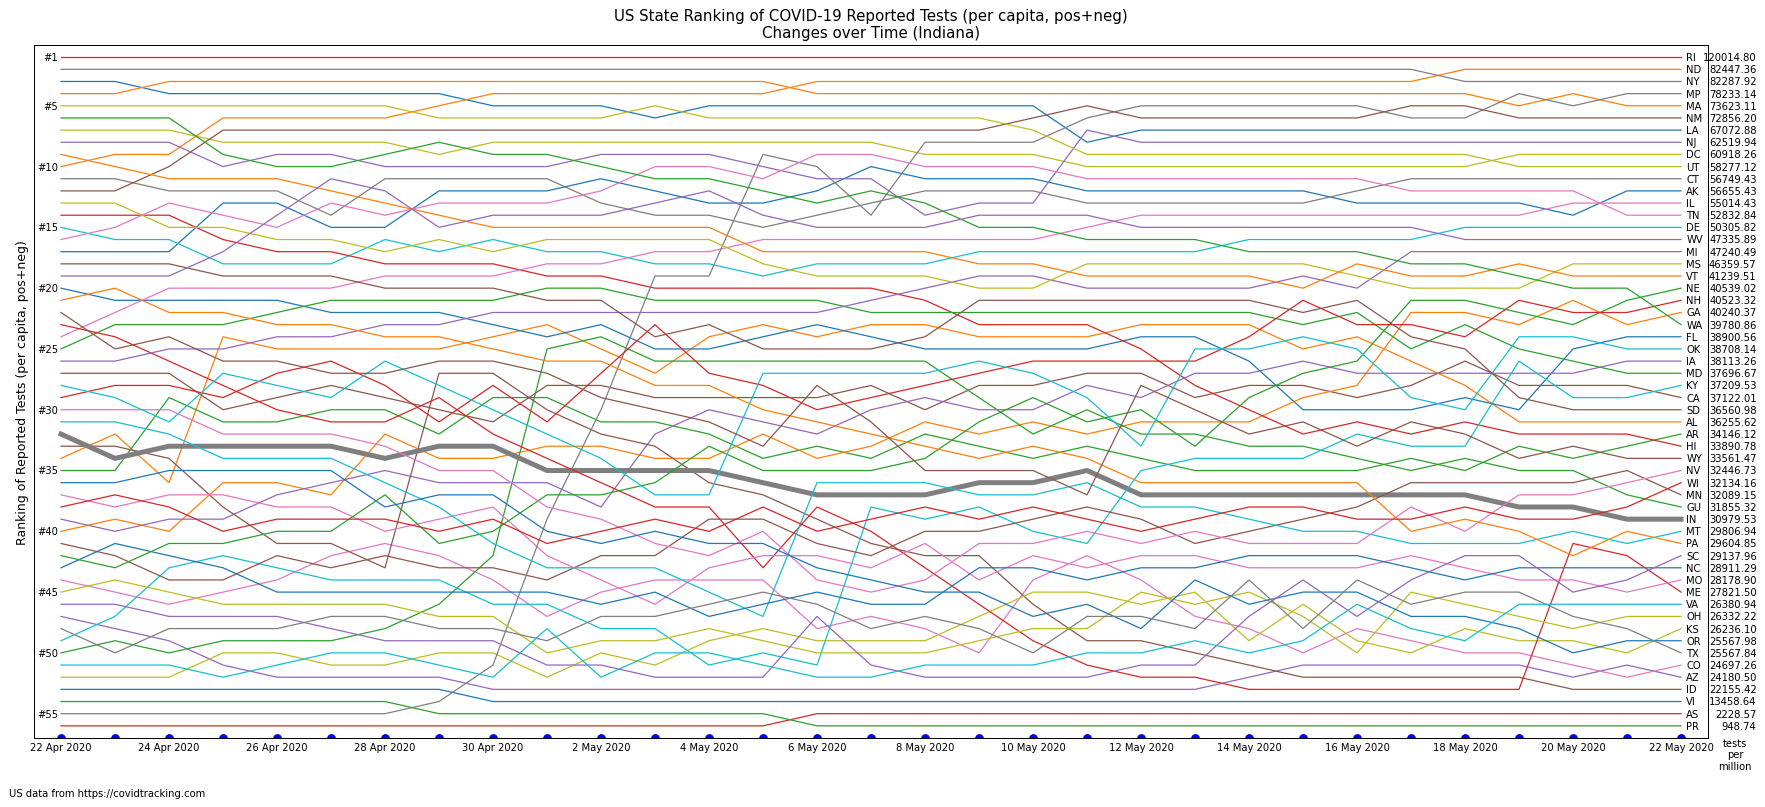 US State Ranking of COVID-19 Reported Tests (per capita, pos+neg)
Changes over Time (Indiana)
Ranking of Reported Tests (per capita, pos+neg)
#1
#5
#10
#15
#20
#25
#30
#35
#40
#45
#50
#55
RI 120014.80
ND 82447.36
NY 82287.92
MP 78233.14
MA 73623.11
NM 72856.20
LA 67072.88
NJ 62519.94
DC 60918.26
UT 58277.12
CT 56749.43
AK 56655.43
IL 55014.43
TN 52832.84
DE 50305.82
WV 47335.89
MI 47240.49
MS 46359.57
VT 41239.51
NE 40539.02
NH 40523.32
GA 40240.37
WA 39780.86
FL 38900.56
OK 38708.14
IA 38113.26
MD 37696.67
KY 37209.53
CA 37122.01
SD 36560.98
AL 36255.62
AR 34146.12
HI 33890.78
WY 33561.47
NV 32446.73
WI 32134.16
MN 32089.15
GU 31855.32
IN 30979.53
MT 29806.94
PA 29604.85
SC 29137.96
NC 28911.29
MO 28178.90
ME 27821.50
VA 26380.94
OH 26332.22
KS 26236.10
OR 25567.98
TX 25567.84
CO 24697.26
AZ 24180.50
ID 22155.42
VI 13458.64
AS 2228.57
PR 948.74
22 Apr 2020
24 Apr 2020
26 Apr 2020
28 Apr 2020
30 Apr 2020
2 May 2020
4 May 2020
6 May 2020
8 May 2020
10 May 2020
12 May 2020
14 May 2020
16 May 2020
18 May 2020
20 May 2020
22 May 2020
tests
per
million
US data from https://covidtracking.com